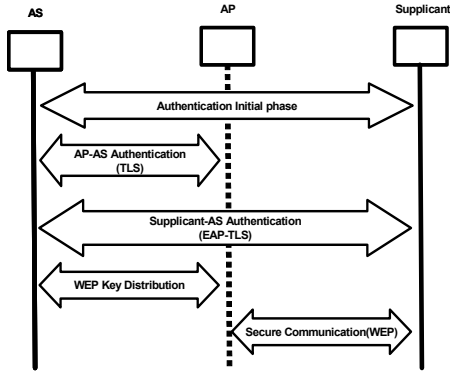 AS
AP
Supplicant
Authentication Initial phase
AP-AS Authentication
(TLS)
Supplicant-AS Authentication
(EAP-TLS)
WEP Key Distribution
Secure Communication(WEP)